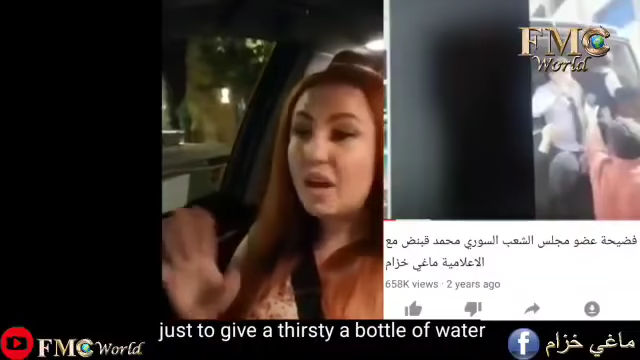 FMC
World
فضيحة عضو مجلس الشعب السوري محمد قبنض مع
الاعلامية ماغي خزام
658K views · 2 years ago
just to give a thirsty a bottle of water
FMC World
f ماغي خزام